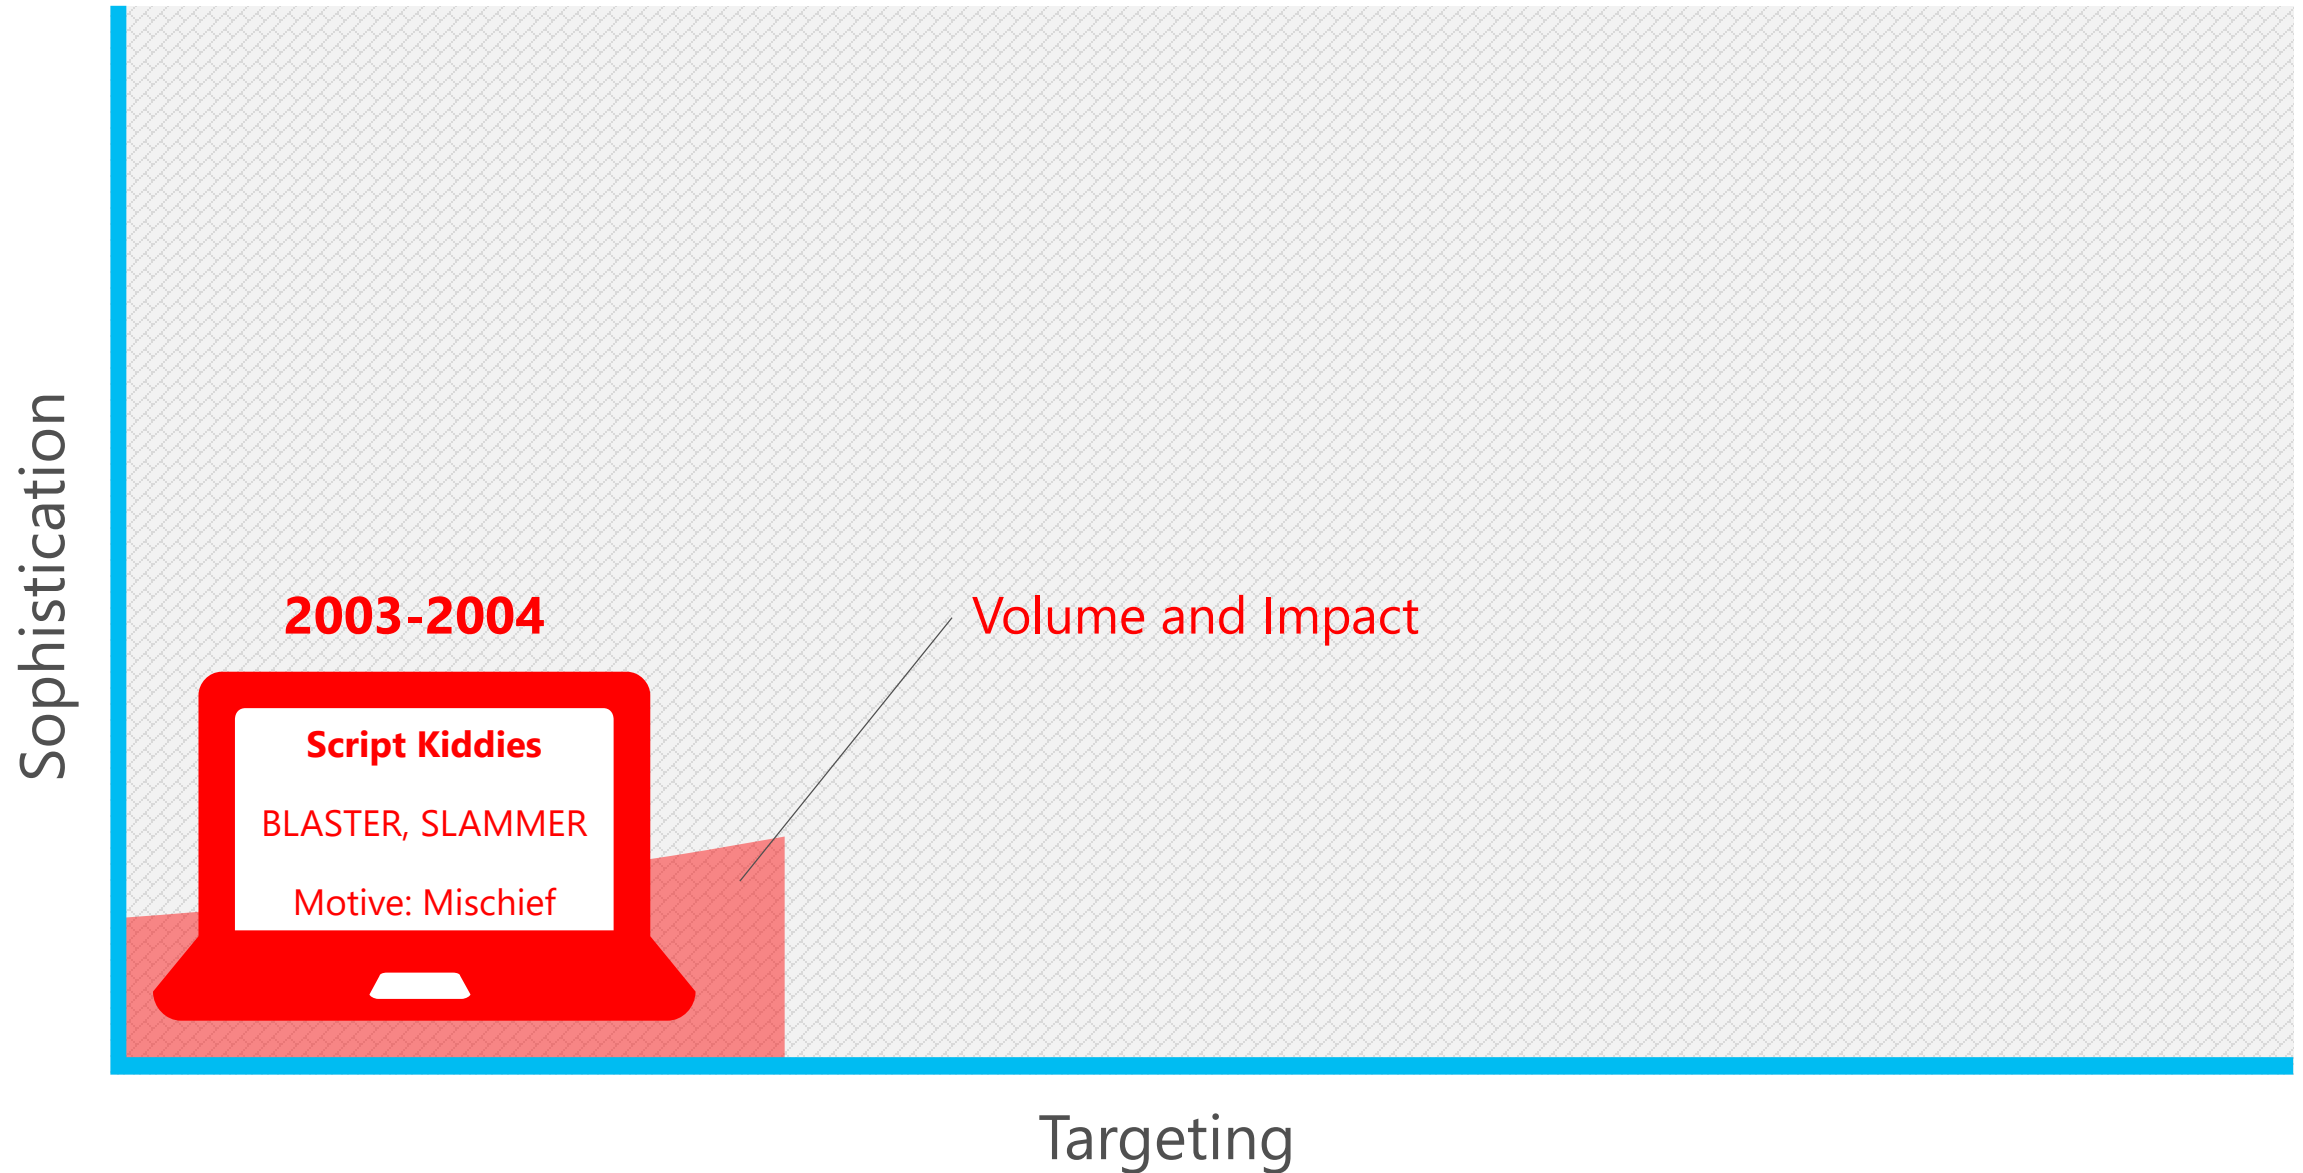 Sophistication
2003-2004
Volume and Impact
Script Kiddies
BLASTER, SLAMMER
Motive: Mischief
Targeting